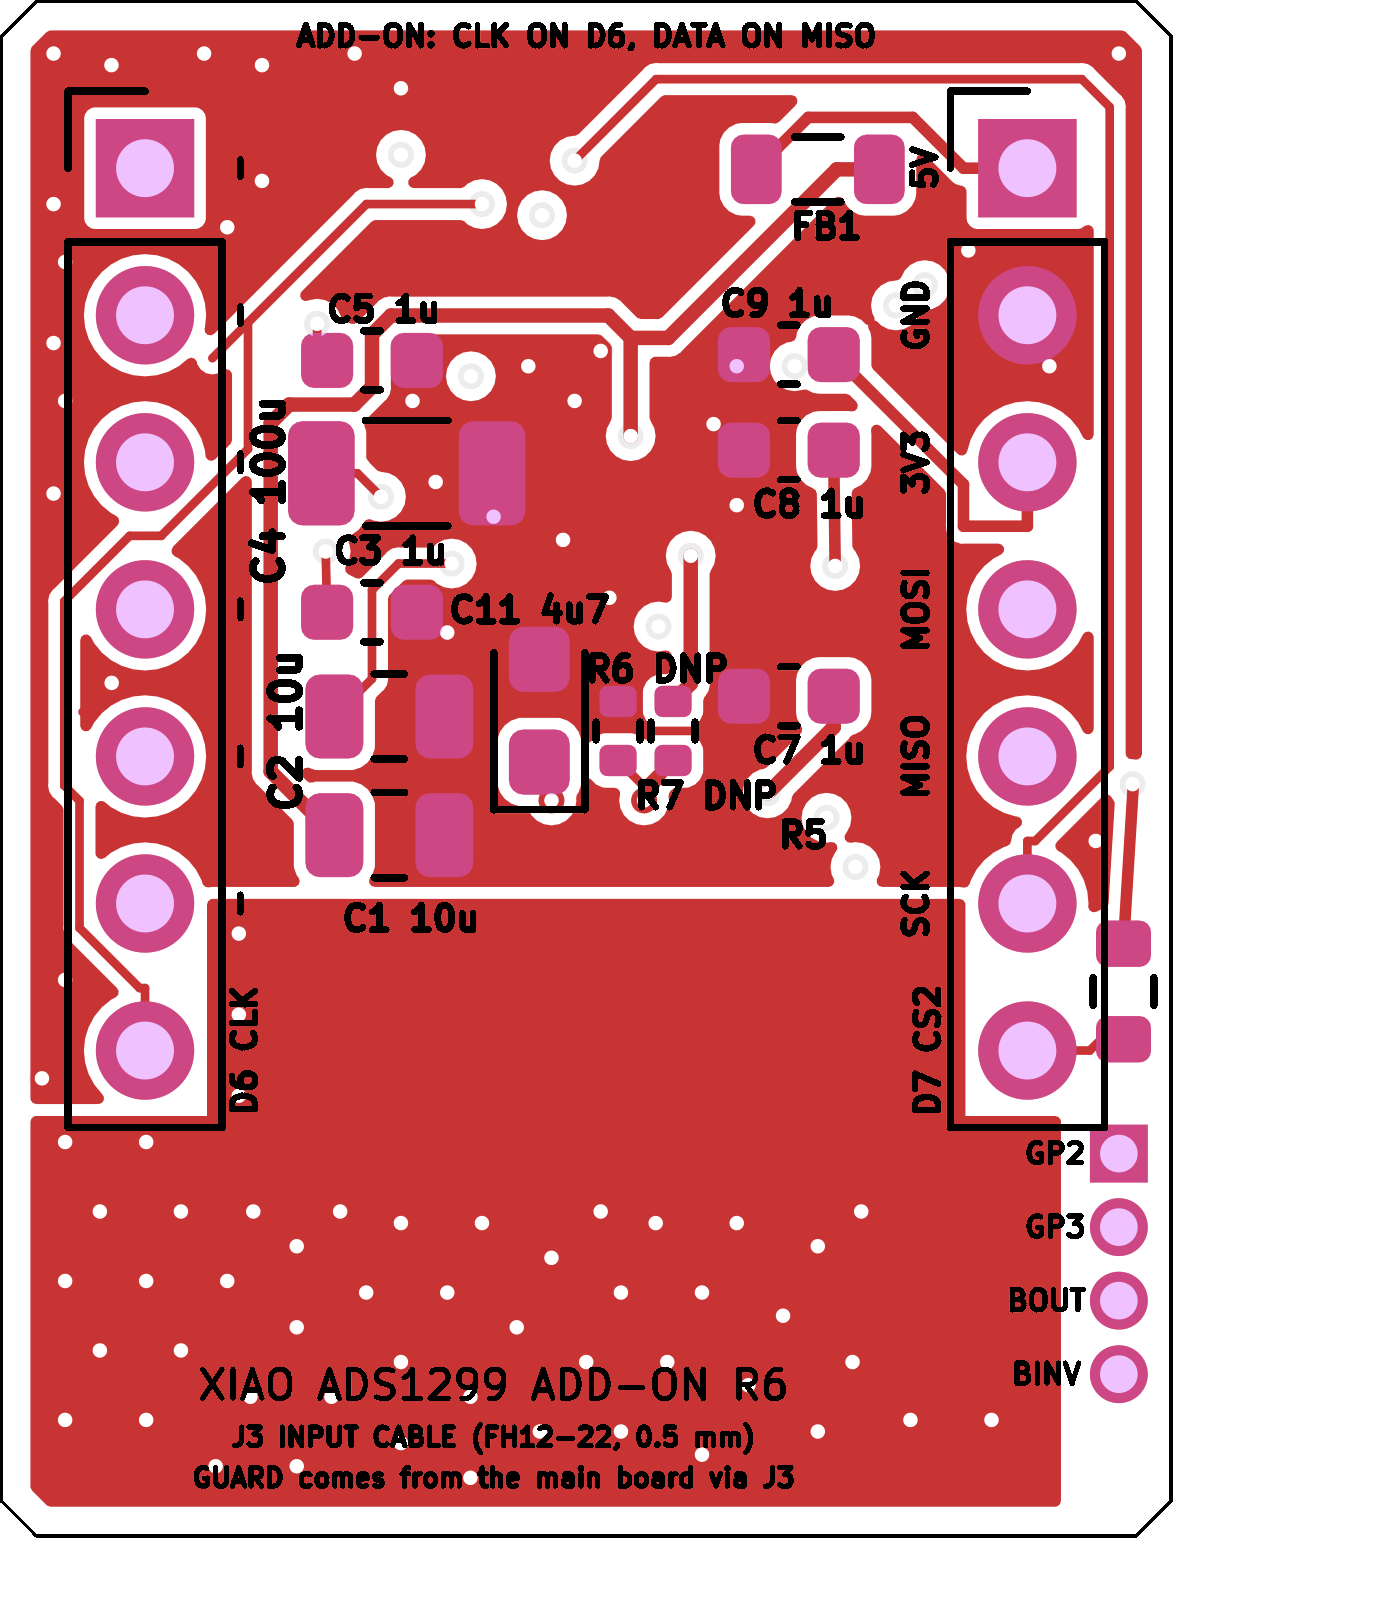 ADD-ON: CLK ON D6, DATA ON MISO
5V
FB1
C5 1u
C9 1u
GND
C4 100u
3V3
C8 1u
C3 1u
MOSI
C11 4u7
R6 DNP
C2 10u
C7 1u
MISO
R7 DNP
R5
SCK
C1 10u
D6 CLK
D7 CS2
GP2
GP3
BOUT
BINV
XIAO ADS1299 ADD-ON R6
J3 INPUT CABLE (FH12-22, 0.5 mm)
GUARD comes from the main board via J3